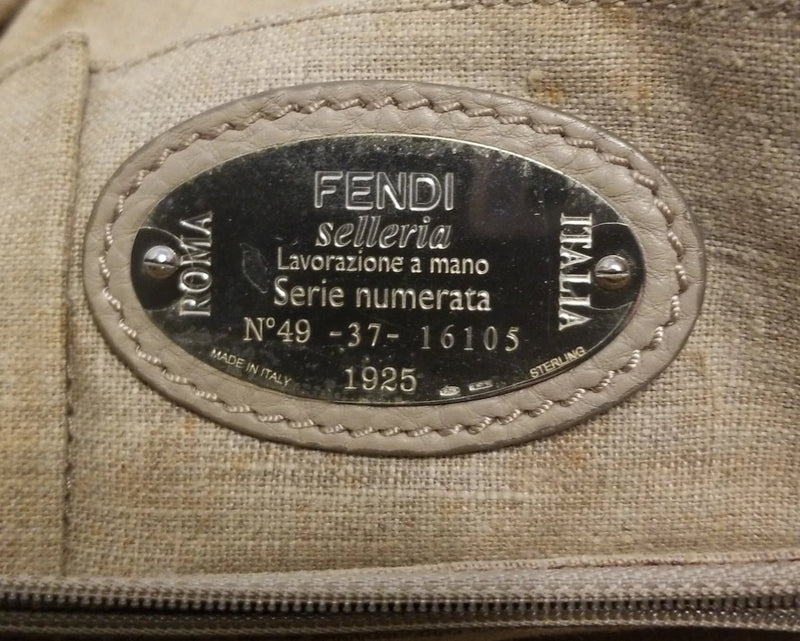 FENDI
selleria
Lavorazione a mano
Serie numerata
N°49 -37- 16105
1925
ROMA
ITALIA
MADE IN ITALY
STERLING